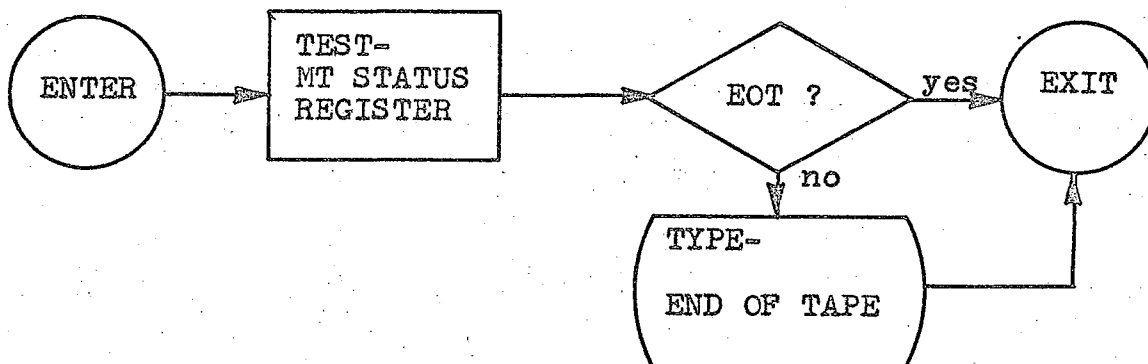 ENTER
TEST-
MT STATUS
REGISTER
EOT ?
yes
EXIT
no
TYPE-
END OF TAPE